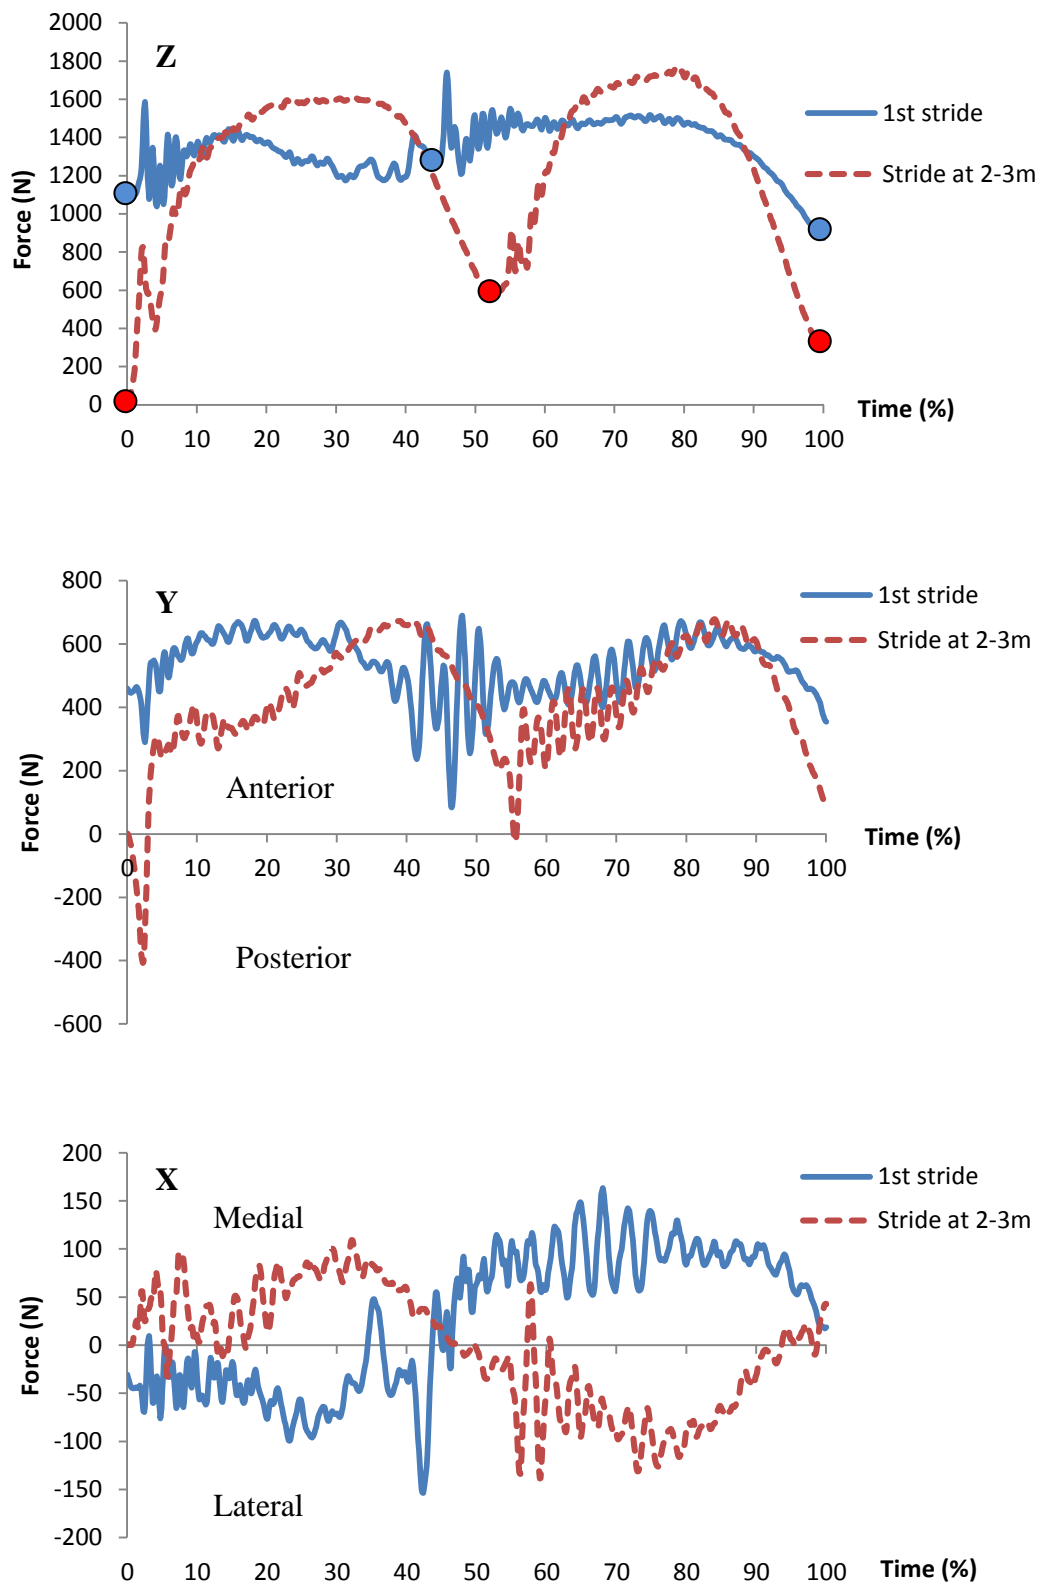 Z
2000
1800
1600
1400
1200
1000
800
600
400
200
0
Force (N)
1st stride
Stride at 2-3m
0 10 20 30 40 50 60 70 80 90 100
Time (%)
Y
800
600
400
200
0
-200
-400
-600
Force (N)
1st stride
Stride at 2-3m
Anterior
Posterior
0 10 20 30 40 50 60 70 80 90 100
Time (%)
X
200
150
100
50
0
-50
-100
-150
-200
Force (N)
1st stride
Stride at 2-3m
Medial
Lateral
0 10 20 30 40 50 60 70 80 90 100
Time (%)